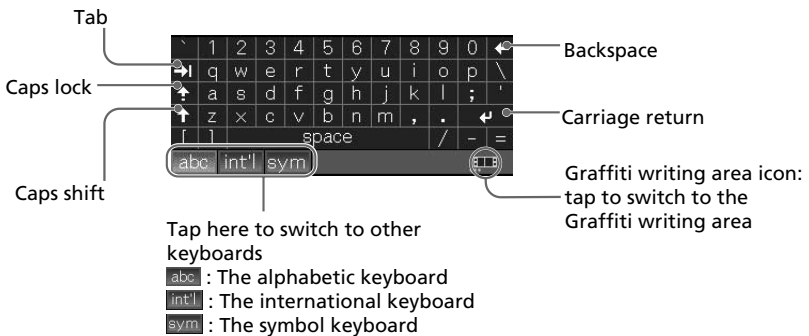 Tab
` 1 2 3 4 5 6 7 8 9 0
Backspace
q w e r t y u i o p \
Caps lock
a s d f g h j k l ; '
Caps shift
z x c v b n m , .
Carriage return
[ ] space / - =
abc int'l sym
Graffiti writing area icon:
tap to switch to the
Graffiti writing area
Tap here to switch to other
keyboards
abc : The alphabetic keyboard
int'l : The international keyboard
sym : The symbol keyboard